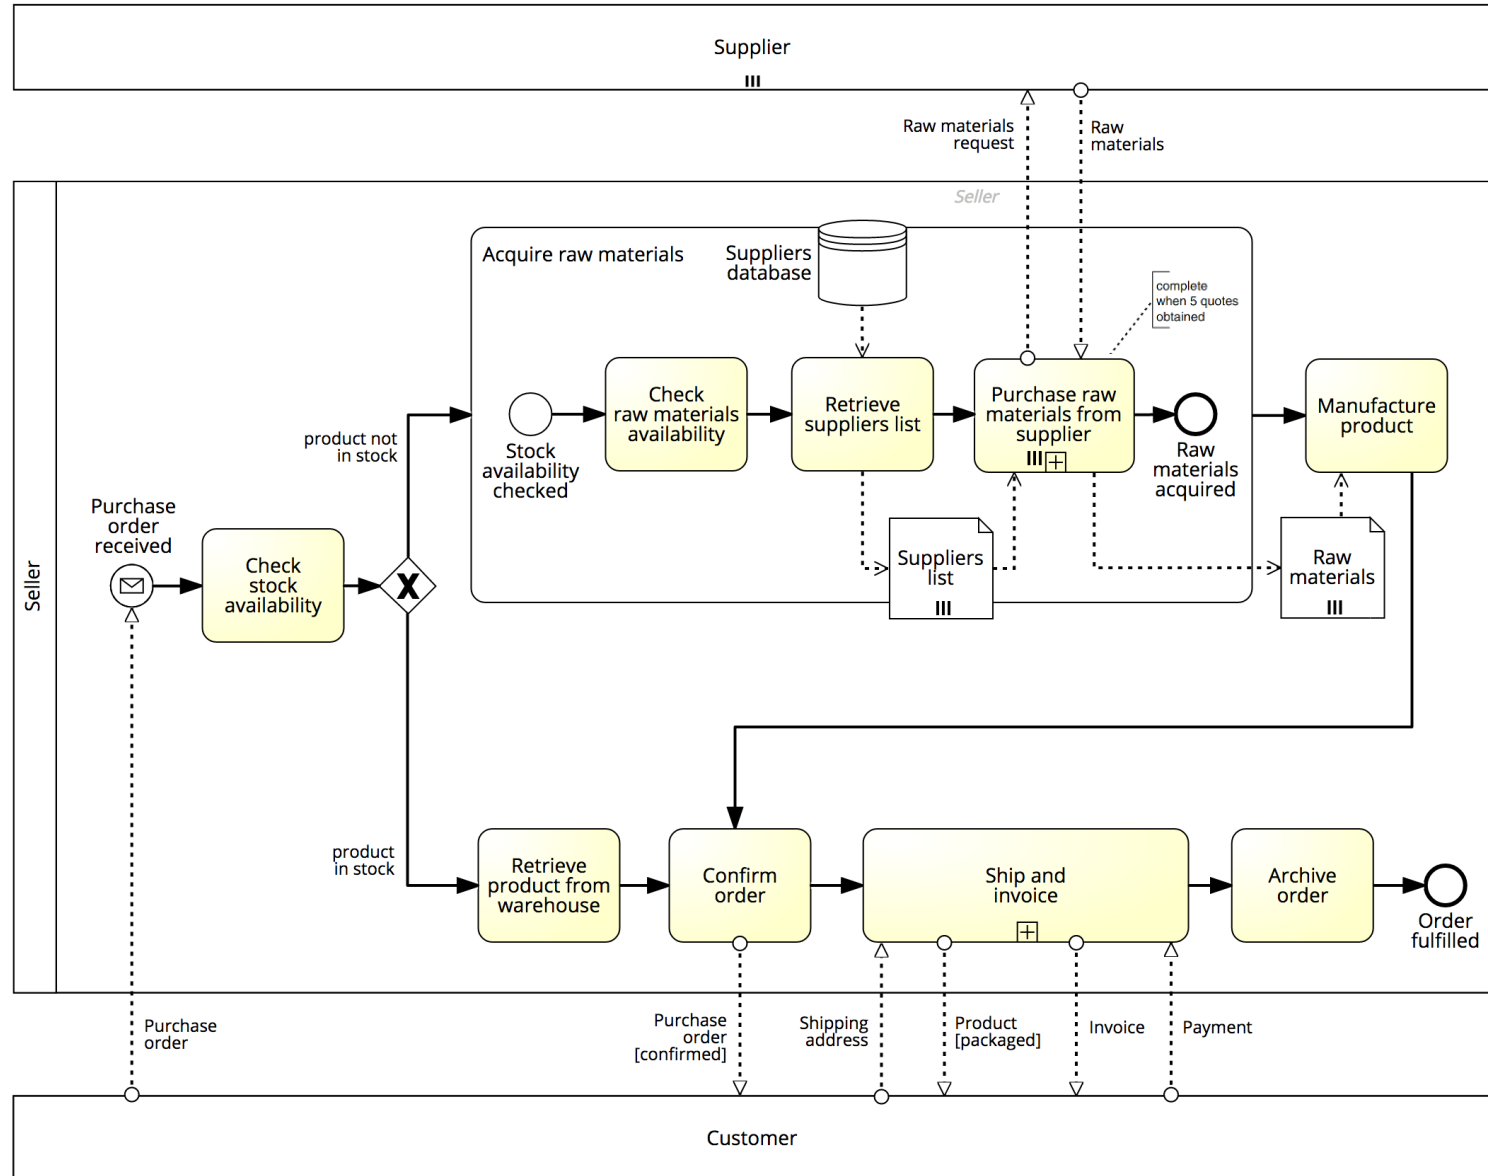 Supplier
Raw materials
request
Raw
materials
Seller
Seller
Acquire raw materials
Suppliers
database
complete
when 5 quotes
obtained
product not
in stock
Stock
availability
checked
Check
raw materials
availability
Retrieve
suppliers list
Purchase raw
materials from
supplier
Raw
materials
acquired
Manufacture
product
Purchase
order
received
Check
stock
availability
X
Suppliers
list
Raw
materials
product
in stock
Retrieve
product from
warehouse
Confirm
order
Ship and
invoice
Archive
order
Order
fulfilled
Purchase
order
Purchase
order
[confirmed]
Shipping
address
Product
[packaged]
Invoice
Payment
Customer